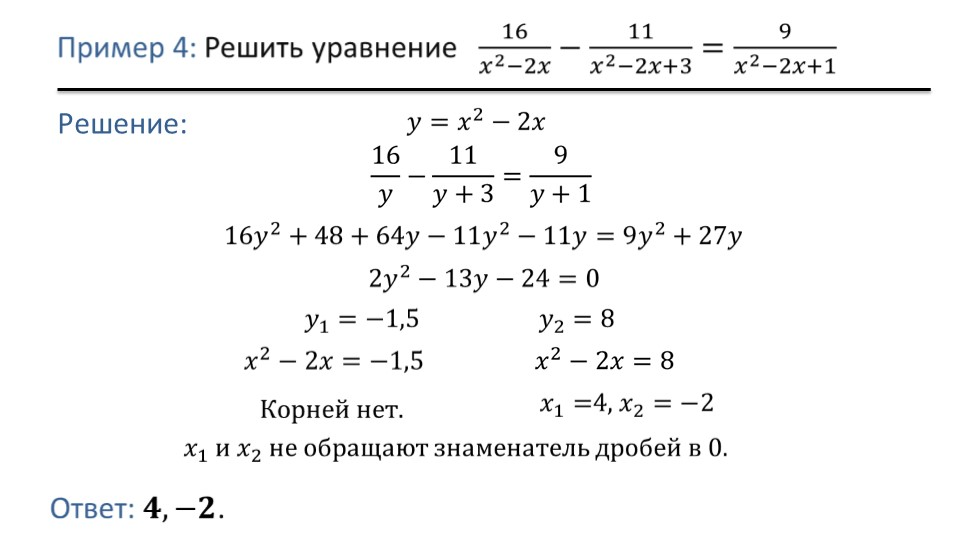 Пример 4: Решить уравнение 16/(x²−2x) − 11/(x²−2x+3) = 9/(x²−2x+1)
Решение: y = x² − 2x
16/y − 11/(y + 3) = 9/(y + 1)
16y² + 48 + 64y − 11y² − 11y = 9y² + 27y
2y² − 13y − 24 = 0
y₁ = −1,5 y₂ = 8
x² − 2x = −1,5 x² − 2x = 8
Корней нет. x₁ =4, x₂ = −2
x₁ и x₂ не обращают знаменатель дробей в 0.
Ответ: 4, −2.